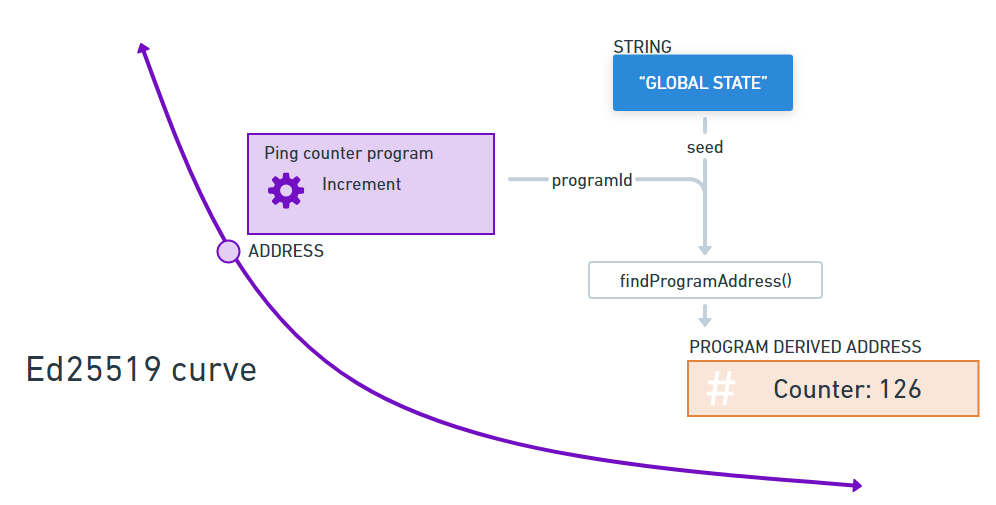 STRING
“GLOBAL STATE”
seed
Ping counter program
Increment
programId
ADDRESS
findProgramAddress()
PROGRAM DERIVED ADDRESS
# Counter: 126
Ed25519 curve